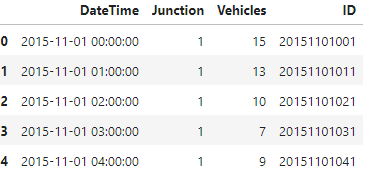 DateTime Junction Vehicles ID
0 2015-11-01 00:00:00 1 15 20151101001
1 2015-11-01 01:00:00 1 13 20151101011
2 2015-11-01 02:00:00 1 10 20151101021
3 2015-11-01 03:00:00 1 7 20151101031
4 2015-11-01 04:00:00 1 9 20151101041